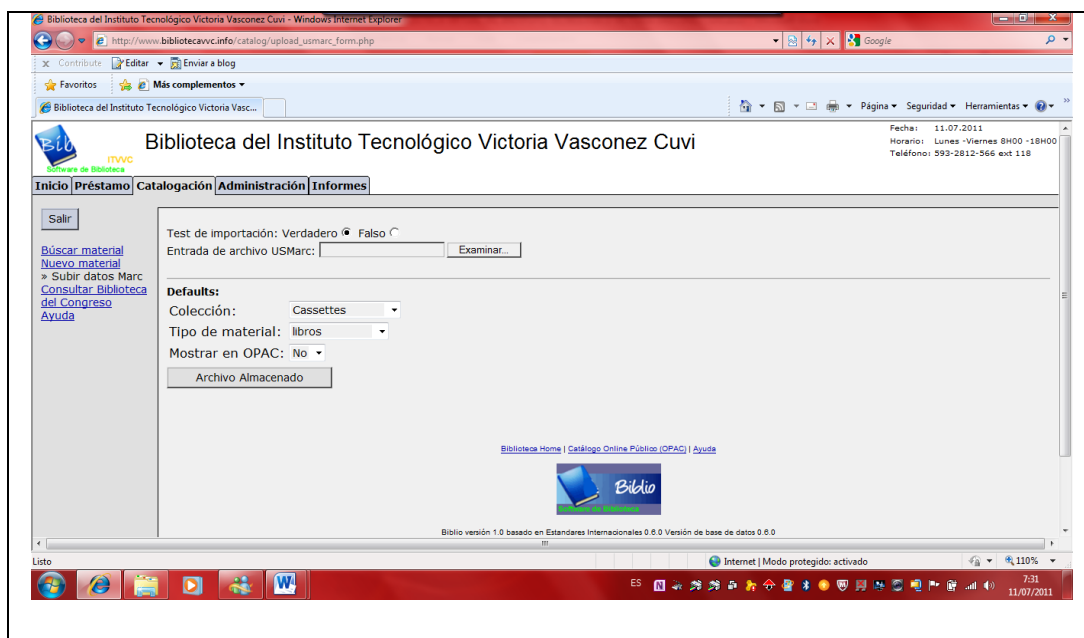 Biblioteca del Instituto Tecnológico Victoria Vasconez Cuvi - Windows Internet Explorer
http://www.bibliotecavvc.info/catalog/upload_usmarc_form.php
Google
x Contribute Editar Enviar a blog
Favoritos Más complementos
Biblioteca del Instituto Tecnológico Victoria Vasc...
Página Seguridad Herramientas
Bib
ITVVC
Software de Biblioteca
Biblioteca del Instituto Tecnológico Victoria Vasconez Cuvi
Fecha: 11.07.2011
Horario: Lunes -Viernes 8H00 -18H00
Teléfono: 593-2812-566 ext 118
Inicio Préstamo Catalogación Administración Informes
Salir
Búscar material
Nuevo material
» Subir datos Marc
Consultar Biblioteca
del Congreso
Ayuda
Test de importación: Verdadero Falso
Entrada de archivo USMarc: Examinar...
Defaults:
Colección: Cassettes
Tipo de material: libros
Mostrar en OPAC: No
Archivo Almacenado
Biblioteca Home | Catálogo Online Público (OPAC) | Ayuda
Biblio
Software de Biblioteca
Biblio versión 1.0 basado en Estandares Internacionales 0.6.0 Versión de base de datos 0.6.0
Listo
Internet | Modo protegido: activado
110%
ES
7:31
11/07/2011